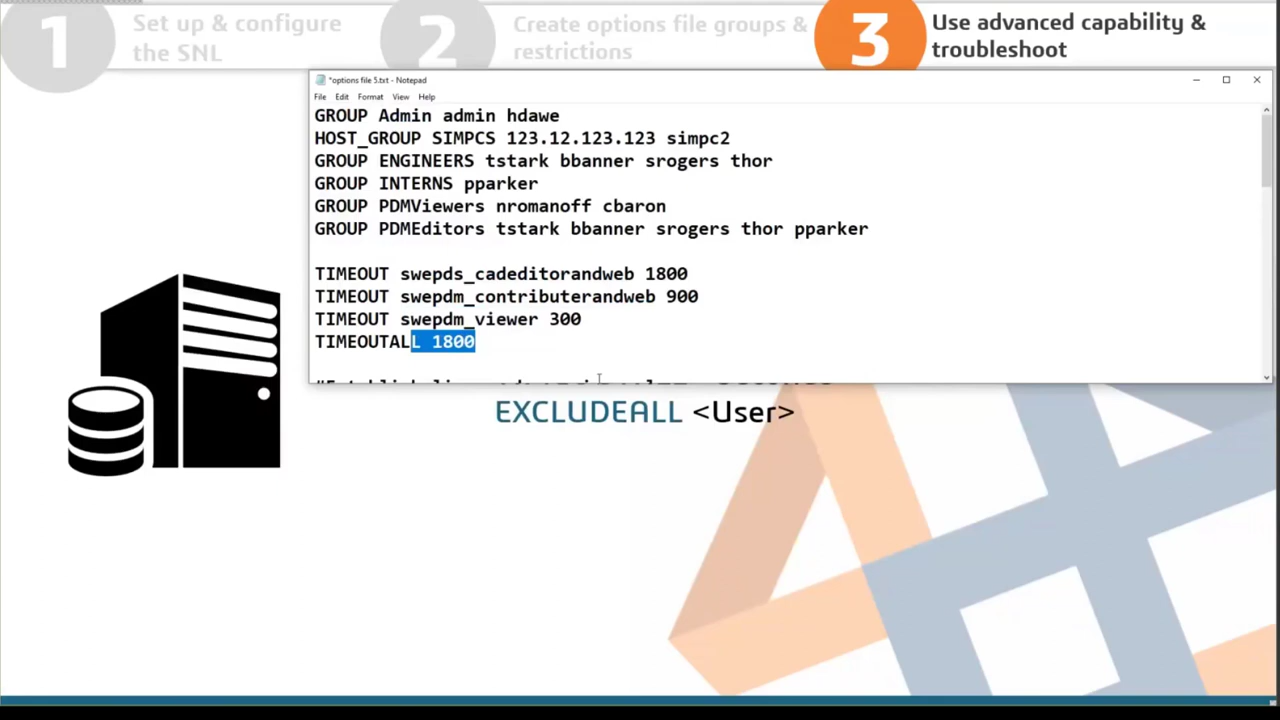 1
Set up & configure
the SNL
2
Create options file groups &
restrictions
3
Use advanced capability &
troubleshoot
*options file 5.txt - Notepad
File Edit Format View Help
GROUP Admin admin hdawe
HOST_GROUP SIMPCS 123.12.123.123 simpc2
GROUP ENGINEERS tstark bbanner srogers thor
GROUP INTERNS pparker
GROUP PDMViewers nromanoff cbaron
GROUP PDMEditors tstark bbanner srogers thor pparker
TIMEOUT swepds_cadeditorandweb 1800
TIMEOUT swepdm_contributerandweb 900
TIMEOUT swepdm_viewer 300
TIMEOUTALL 1800
EXCLUDEALL <User>